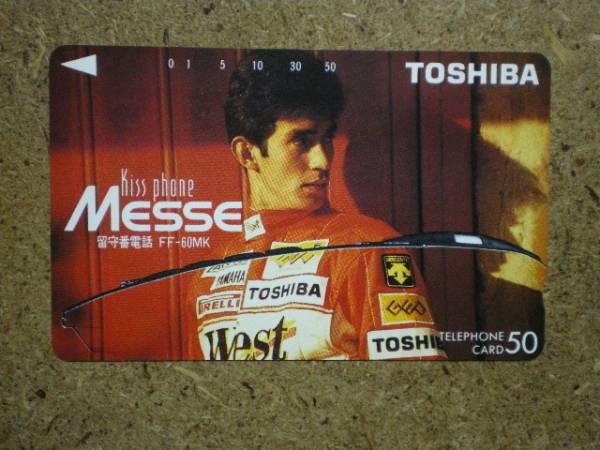 0 1 5 10 30 50
TOSHIBA
Kiss phone
MESSE
留守番電話 FF-60MK
YAMAHA
PIRELLI
TOSHIBA
West
TOSHI
TELEPHONE
CARD 50